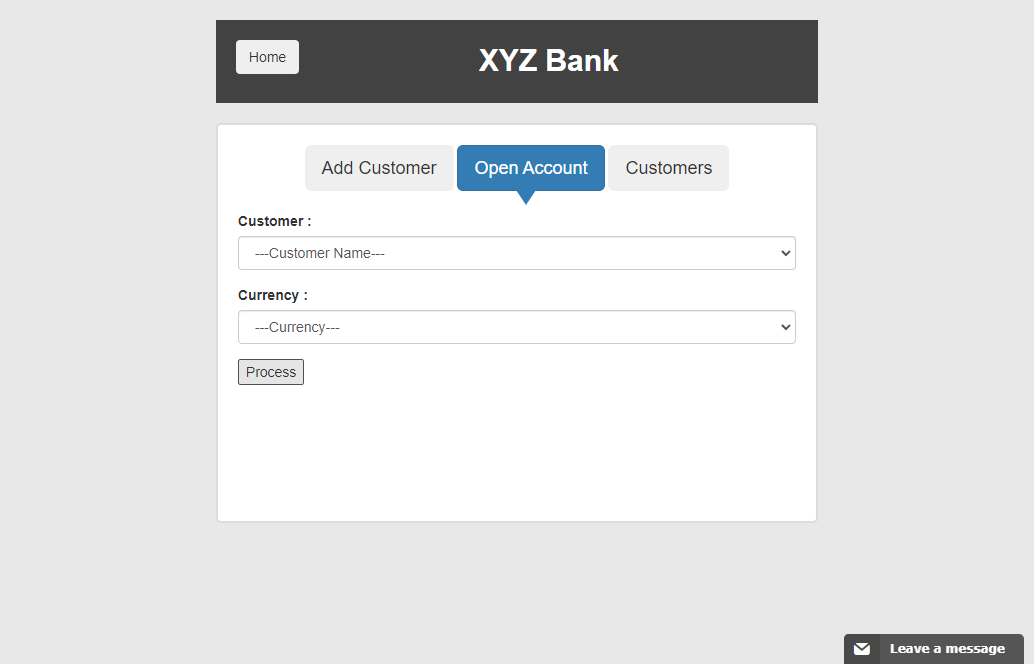 Home
XYZ Bank
Add Customer
Open Account
Customers
Customer :
---Customer Name---
Currency :
---Currency---
Process
Leave a message